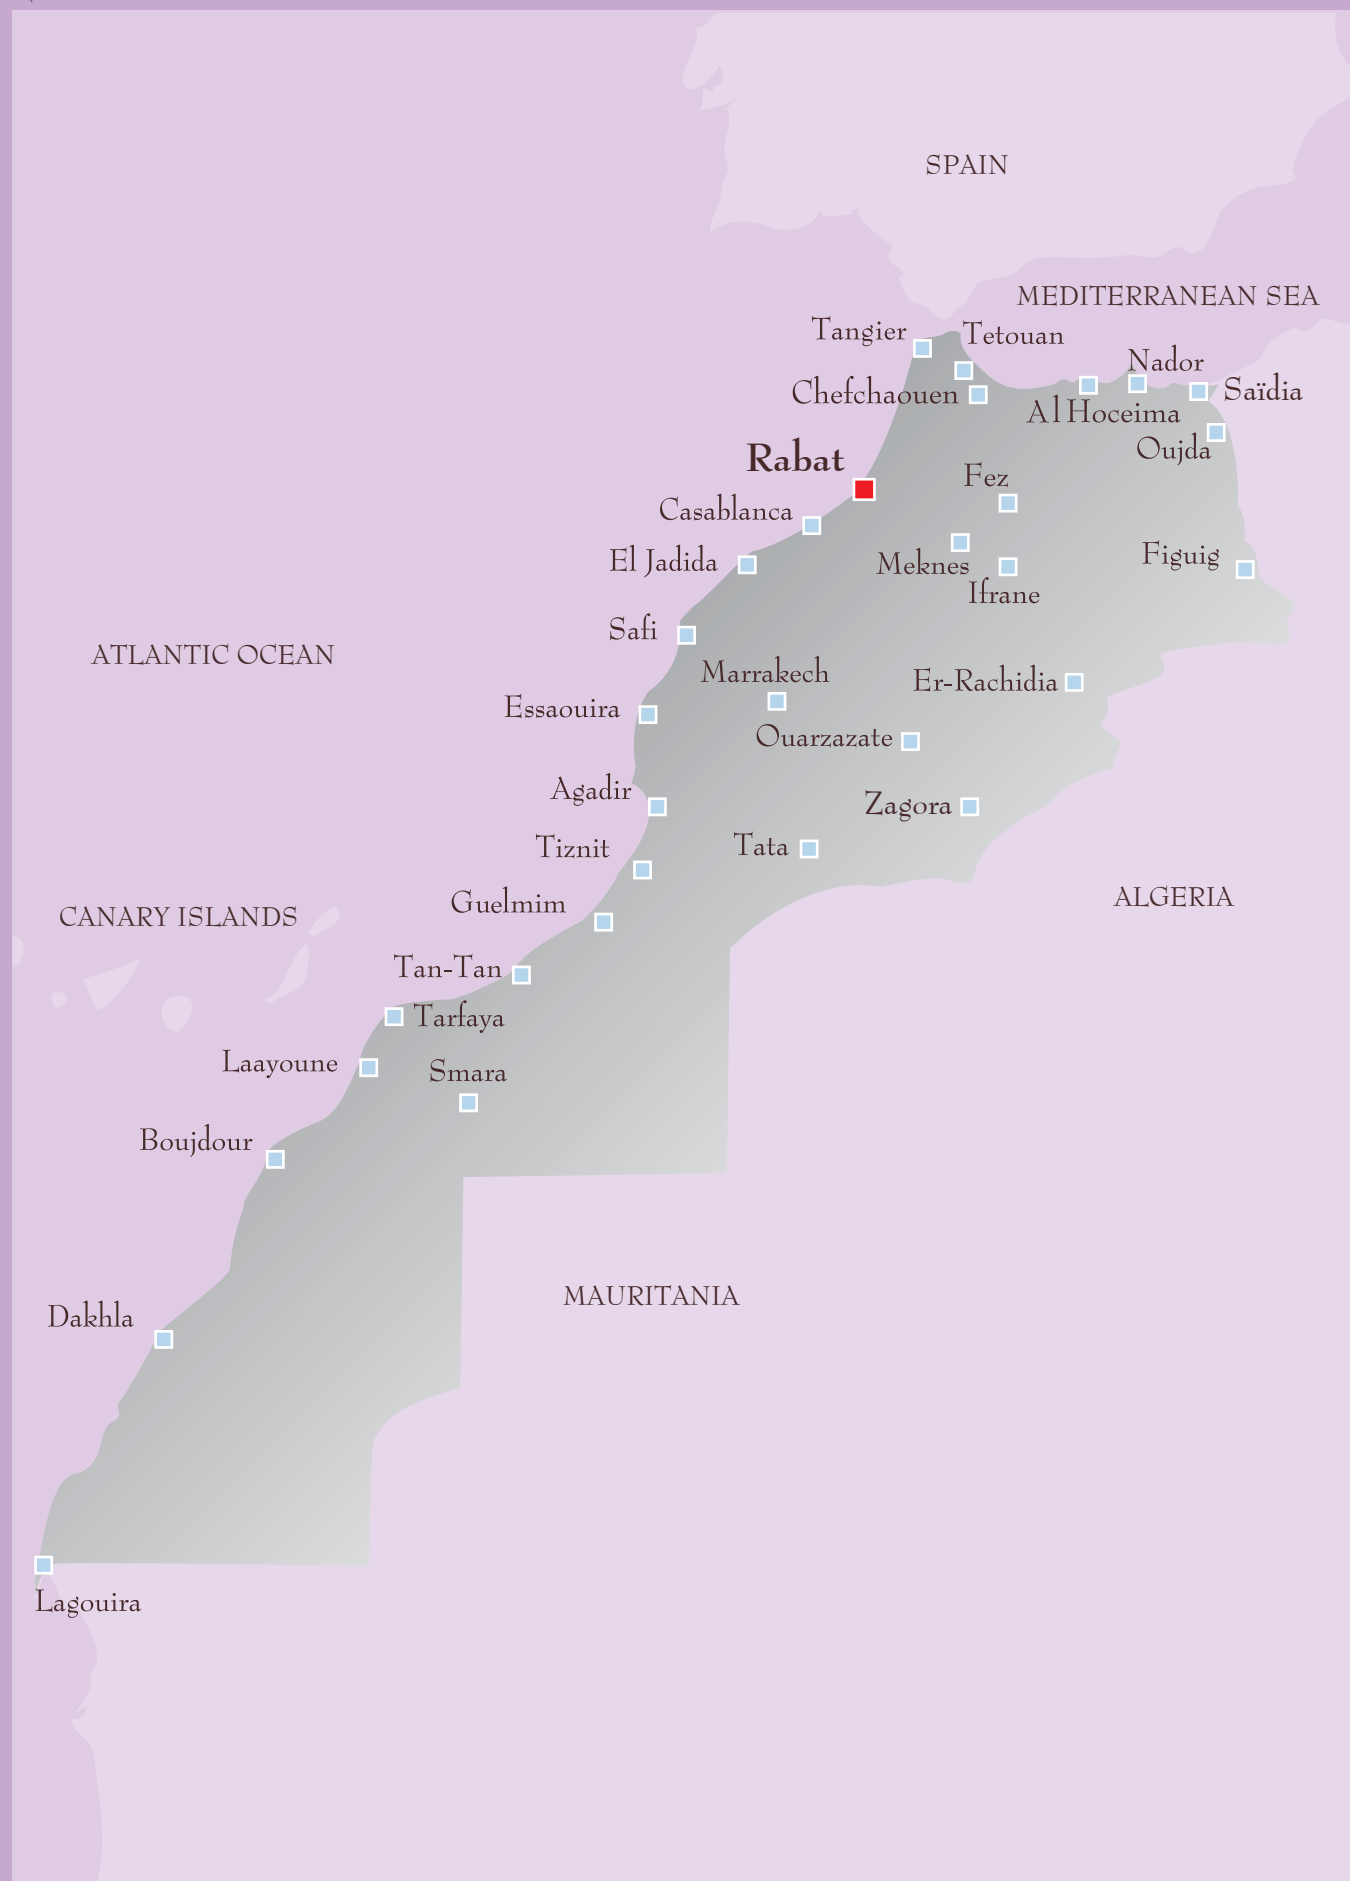 SPAIN
MEDITERRANEAN SEA
Tangier
Tetouan
Nador
Chefchaouen
Saïdia
Al Hoceima
Oujda
Rabat
Fez
Casablanca
El Jadida
Meknes
Figuig
Ifrane
Safi
ATLANTIC OCEAN
Marrakech
Er-Rachidia
Essaouira
Ouarzazate
Agadir
Zagora
Tiznit
Tata
Guelmim
ALGERIA
CANARY ISLANDS
Tan-Tan
Tarfaya
Laayoune
Smara
Boujdour
MAURITANIA
Dakhla
Lagouira